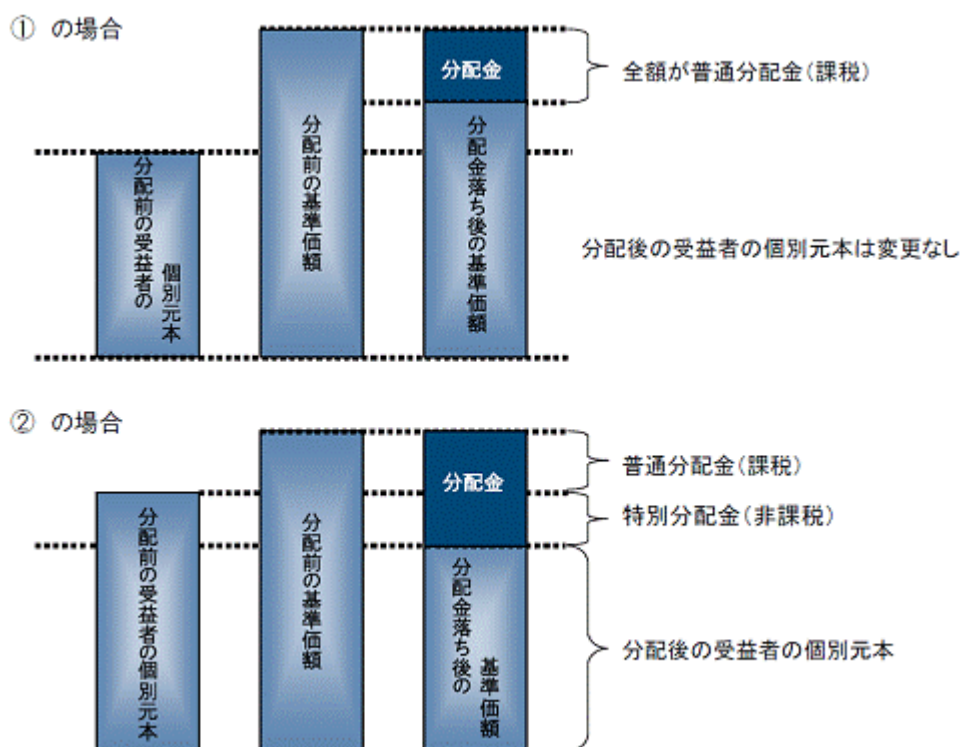 ① の場合
分配前の受益者の
個別元本
分配前の基準価額
分配金
分配金落ち後の基準価額
全額が普通分配金(課税)
分配後の受益者の個別元本は変更なし
② の場合
分配前の受益者の個別元本
分配前の基準価額
分配金
分配金落ち後の
基準価額
普通分配金(課税)
特別分配金(非課税)
分配後の受益者の個別元本